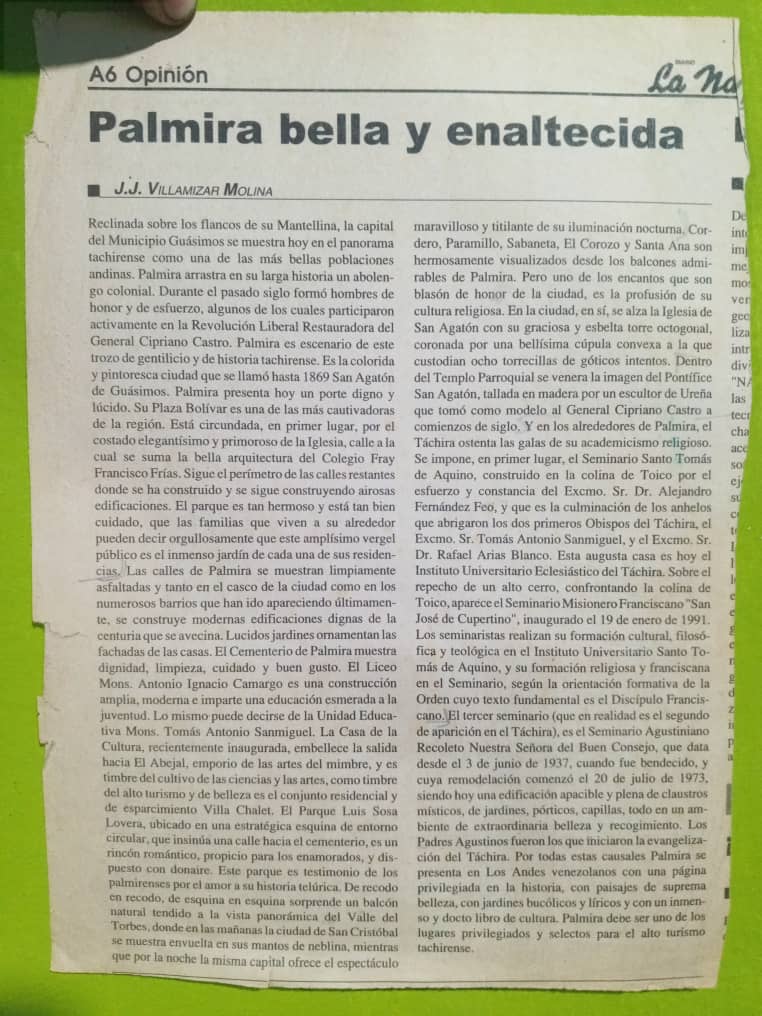 A6 Opinión
DIARIO
La Na
Palmira bella y enaltecida
J.J. VILLAMIZAR MOLINA
Reclinada sobre los flancos de su Mantellina, la capital
del Municipio Guásimos se muestra hoy en el panorama
tachirense como una de las más bellas poblaciones
andinas. Palmira arrastra en su larga historia un abolen-
go colonial. Durante el pasado siglo formó hombres de
honor y de esfuerzo, algunos de los cuales participaron
activamente en la Revolución Liberal Restauradora del
General Cipriano Castro. Palmira es escenario de este
trozo de gentilicio y de historia tachirense. Es la colorida
y pintoresca ciudad que se llamó hasta 1869 San Agatón
de Guásimos. Palmira presenta hoy un porte digno y
lúcido. Su Plaza Bolívar es una de las más cautivadoras
de la región. Está circundada, en primer lugar, por el
costado elegantísimo y primoroso de la Iglesia, calle a la
cual se suma la bella arquitectura del Colegio Fray
Francisco Frías. Sigue el perímetro de las calles restantes
donde se ha construido y se sigue construyendo airosas
edificaciones. El parque es tan hermoso y está tan bien
cuidado, que las familias que viven a su alrededor
pueden decir orgullosamente que este amplísimo vergel
público es el inmenso jardín de cada una de sus residen-
cias. Las calles de Palmira se muestran limpiamente
asfaltadas y tanto en el casco de la ciudad como en los
numerosos barrios que han ido apareciendo últimamen-
te, se construye modernas edificaciones dignas de la
centuria que se avecina. Lucidos jardines ornamentan las
fachadas de las casas. El Cementerio de Palmira muestra
dignidad, limpieza, cuidado y buen gusto. El Liceo
Mons. Antonio Ignacio Camargo es una construcción
amplia, moderna e imparte una educación esmerada a la
juventud. Lo mismo puede decirse de la Unidad Educa-
tiva Mons. Tomás Antonio Sanmiguel. La Casa de la
Cultura, recientemente inaugurada, embellece la salida
hacia El Abejal, emporio de las artes del mimbre, y es
timbre del cultivo de las ciencias y las artes, como timbre
del alto turismo y de belleza es el conjunto residencial y
de esparcimiento Villa Chalet. El Parque Luis Sosa
Lovera, ubicado en una estratégica esquina de entorno
circular, que insinúa una calle hacia el cementerio, es un
rincón romántico, propicio para los enamorados, y dis-
puesto con donaire. Este parque es testimonio de los
palmirenses por el amor a su historia telúrica. De recodo
en recodo, de esquina en esquina sorprende un balcón
natural tendido a la vista panorámica del Valle del
Torbes, donde en las mañanas la ciudad de San Cristóbal
se muestra envuelta en sus mantos de neblina, mientras
que por la noche la misma capital ofrece el espectáculo
maravilloso y titilante de su iluminación nocturna. Cor-
dero, Paramillo, Sabaneta, El Corozo y Santa Ana son
hermosamente visualizados desde los balcones admi-
rables de Palmira. Pero uno de los encantos que son
blasón de honor de la ciudad, es la profusión de su
cultura religiosa. En la ciudad, en sí, se alza la Iglesia de
San Agatón con su graciosa y esbelta torre octogonal,
coronada por una bellísima cúpula convexa a la que
custodian ocho torrecillas de góticos intentos. Dentro
del Templo Parroquial se venera la imagen del Pontífice
San Agatón, tallada en madera por un escultor de Ureña
que tomó como modelo al General Cipriano Castro a
comienzos de siglo. Y en los alrededores de Palmira, el
Táchira ostenta las galas de su academicismo religioso.
Se impone, en primer lugar, el Seminario Santo Tomás
de Aquino, construido en la colina de Toico por el
esfuerzo y constancia del Excmo. Sr. Dr. Alejandro
Fernández Feo, y que es la culminación de los anhelos
que abrigaron los dos primeros Obispos del Táchira, el
Excmo. Sr. Tomás Antonio Sanmiguel, y el Excmo. Sr.
Dr. Rafael Arias Blanco. Esta augusta casa es hoy el
Instituto Universitario Eclesiástico del Táchira. Sobre el
repecho de un alto cerro, confrontando la colina de
Toico, aparece el Seminario Misionero Franciscano "San
José de Cupertino", inaugurado el 19 de enero de 1991.
Los seminaristas realizan su formación cultural, filosó-
fica y teológica en el Instituto Universitario Santo To-
más de Aquino, y su formación religiosa y franciscana
en el Seminario, según la orientación formativa de la
Orden cuyo texto fundamental es el Discípulo Francis-
cano. El tercer seminario (que en realidad es el segundo
de aparición en el Táchira), es el Seminario Agustiniano
Recoleto Nuestra Señora del Buen Consejo, que data
desde el 3 de junio de 1937, cuando fue bendecido, y
cuya remodelación comenzó el 20 de julio de 1973,
siendo hoy una edificación apacible y plena de claustros
místicos, de jardines, pórticos, capillas, todo en un am-
biente de extraordinaria belleza y recogimiento. Los
Padres Agustinos fueron los que iniciaron la evangeliza-
ción del Táchira. Por todas estas causales Palmira se
presenta en Los Andes venezolanos con una página
privilegiada en la historia, con paisajes de suprema
belleza, con jardines bucólicos y líricos y con un inmen-
so y docto libro de cultura. Palmira debe ser uno de los
lugares privilegiados y selectos para el alto turismo
tachirense.